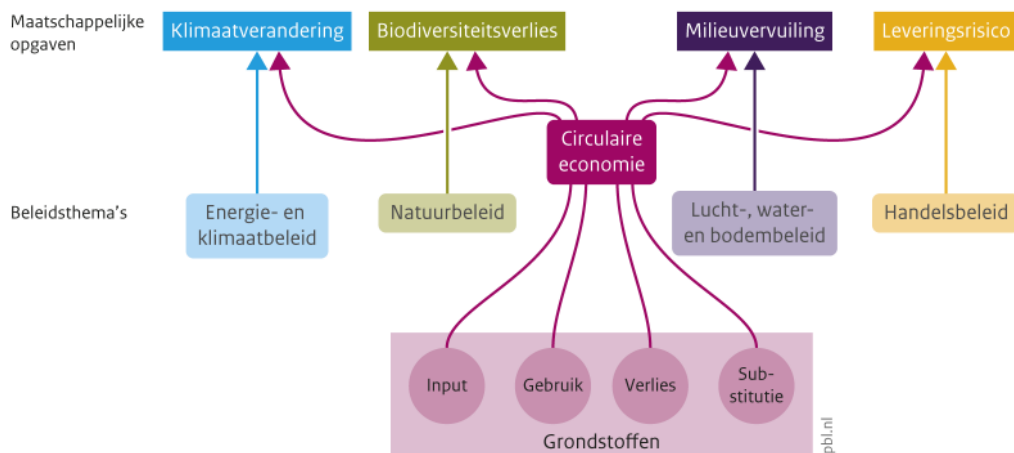 Maatschappelijke
opgaven
Klimaatverandering
Biodiversiteitsverlies
Milieuvervuiling
Leveringsrisico
Circulaire
economie
Beleidsthema's
Energie- en
klimaatbeleid
Natuurbeleid
Lucht-, water-
en bodembeleid
Handelsbeleid
Input
Gebruik
Verlies
Sub-
stitutie
Grondstoffen
pbl.nl